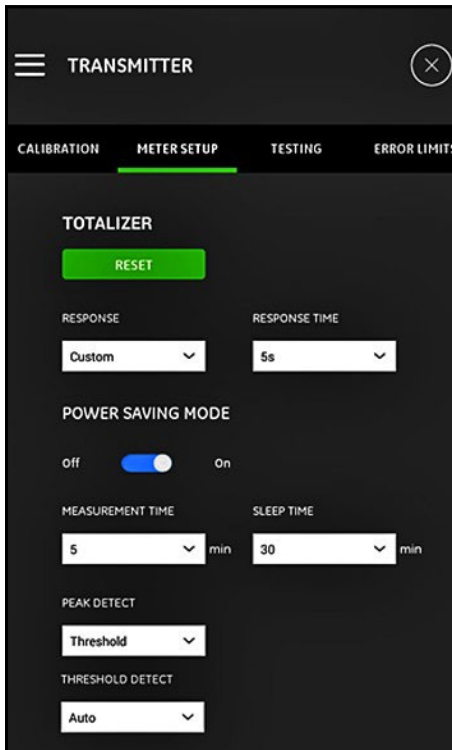 TRANSMITTER
CALIBRATION METER SETUP TESTING ERROR LIMITS
TOTALIZER
RESET
RESPONSE RESPONSE TIME
Custom 5s
POWER SAVING MODE
Off On
MEASUREMENT TIME SLEEP TIME
5 min 30 min
PEAK DETECT
Threshold
THRESHOLD DETECT
Auto